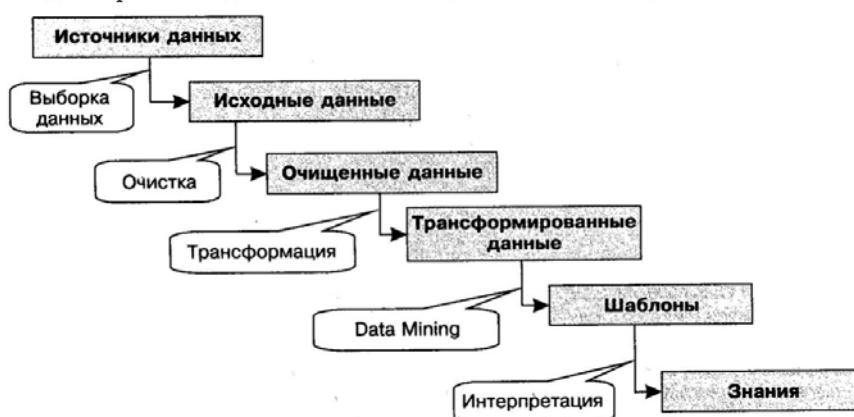 Источники данных
Выборка
данных
Исходные данные
Очистка
Очищенные данные
Трансформация
Трансформированные
данные
Data Mining
Шаблоны
Интерпретация
Знания